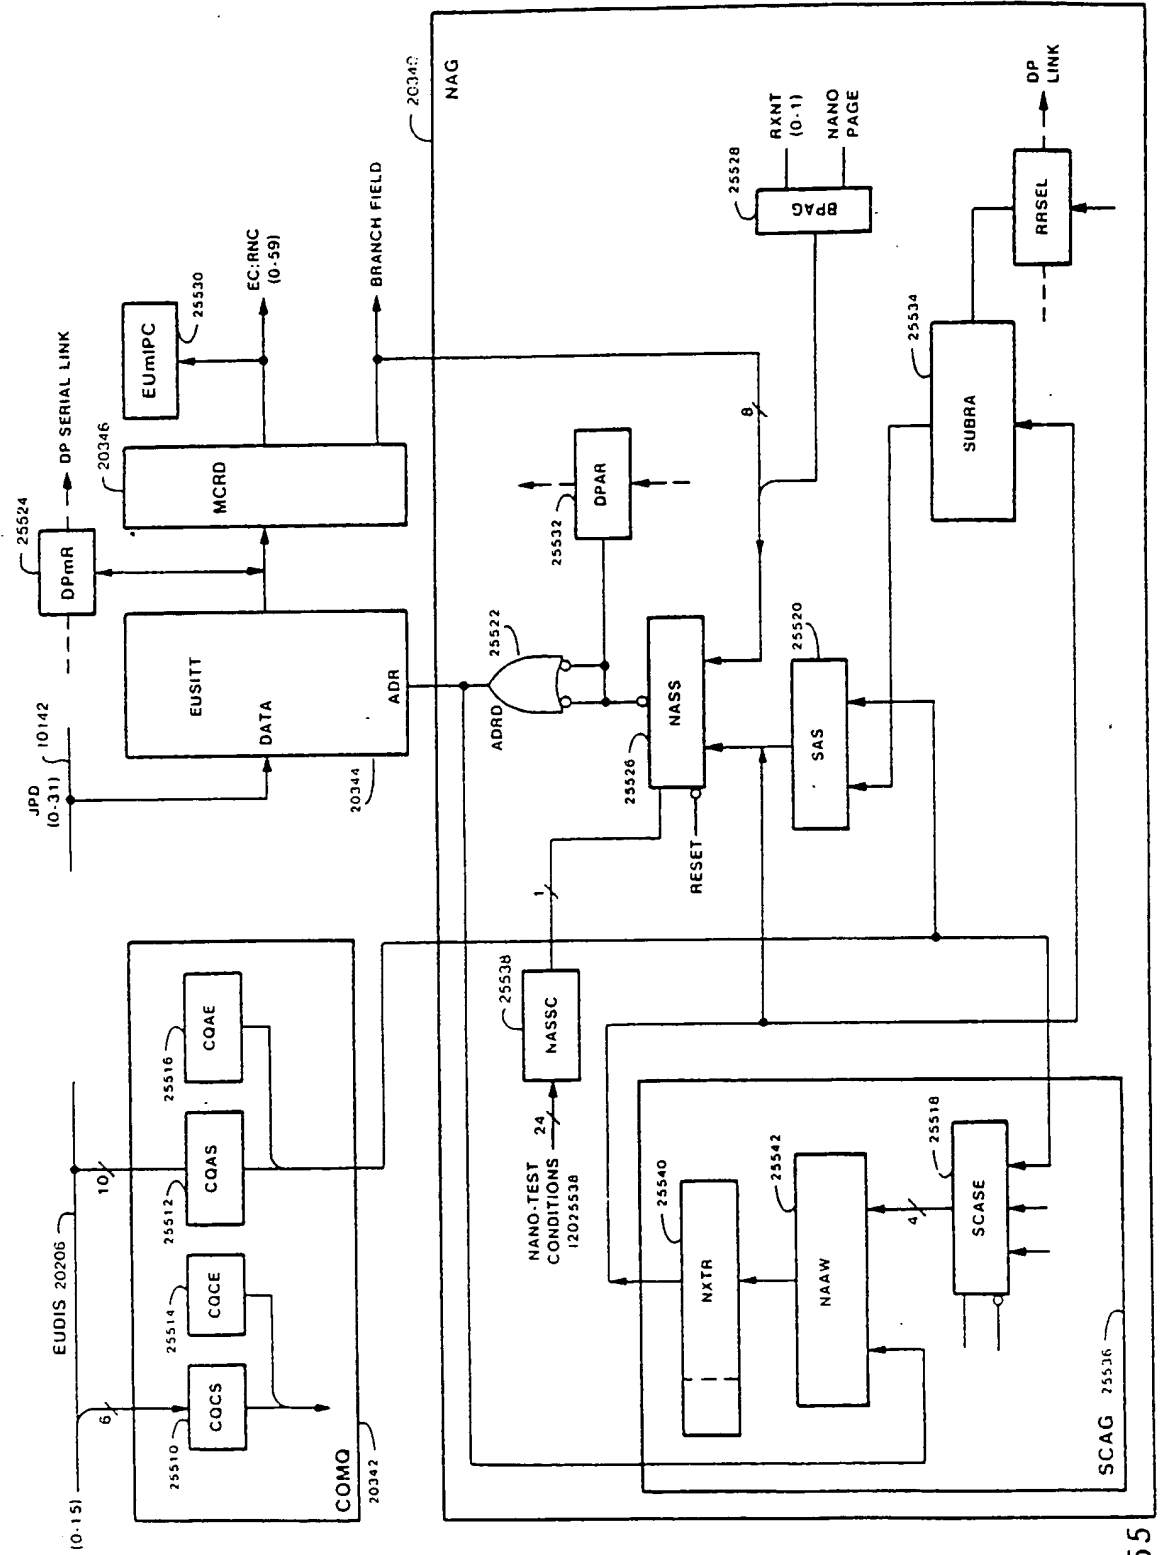 EUDIS 20206
(0-15)
6
10
25510
CQCS
25514
CQCE
25512
CQAS
25516
CQAE
COMQ
20342
JPD
(0-31)
10142
25524
DPmR
DP SERIAL LINK
EUSITT
DATA
ADR
20344
20346
MCRD
EUmIPC
25530
EC:RNC
(0-59)
BRANCH FIELD
NAG
ADRD
25522
25532
DPAR
8
25528
BPAG
RXNT
(0-1)
NANO
PAGE
NANO-TEST
CONDITIONS
12025538
24
NASSC
25538
1
25526
NASS
RESET
SAS
25520
SUBRA
25534
RRSEL
DP
LINK
25540
NXTR
25542
NAAW
4
25518
SCASE
SCAG
25536